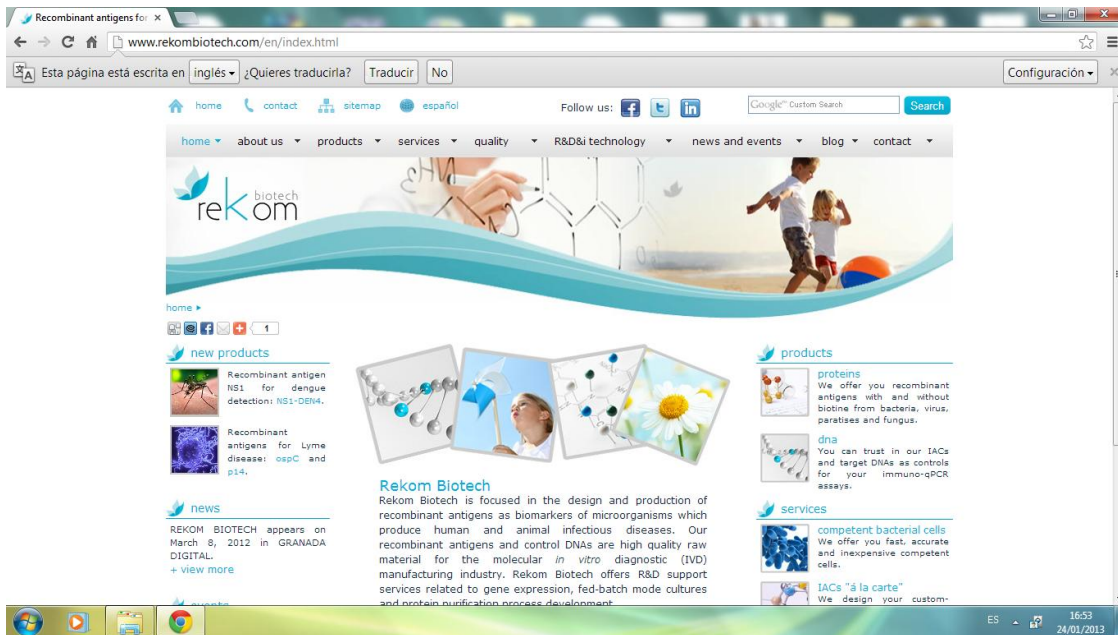 Recombinant antigens for
www.rekombiotech.com/en/index.html
Esta página está escrita en inglés ¿Quieres traducirla? Traducir No Configuración
home contact sitemap español Follow us: Google™ Custom Search Search
home about us products services quality R&D&i technology news and events blog contact
biotech
rekom
home
1
new products
Recombinant antigen
NS1 for dengue
detection: NS1-DEN4.
Recombinant
antigens for Lyme
disease: ospC and
p14.
news
REKOM BIOTECH appears on
March 8, 2012 in GRANADA
DIGITAL.
+ view more
events
Rekom Biotech
Rekom Biotech is focused in the design and production of
recombinant antigens as biomarkers of microorganisms which
produce human and animal infectious diseases. Our
recombinant antigens and control DNAs are high quality raw
material for the molecular in vitro diagnostic (IVD)
manufacturing industry. Rekom Biotech offers R&D support
services related to gene expression, fed-batch mode cultures
and protein purification process development.
products
proteins
We offer you recombinant
antigens with and without
biotine from bacteria, virus,
paratises and fungus.
dna
You can trust in our IACs
and target DNAs as controls
for your immuno-qPCR
assays.
services
competent bacterial cells
We offer you fast, accurate
and inexpensive competent
cells.
IACs "á la carte"
We design your custom-
ES 16:53
24/01/2013